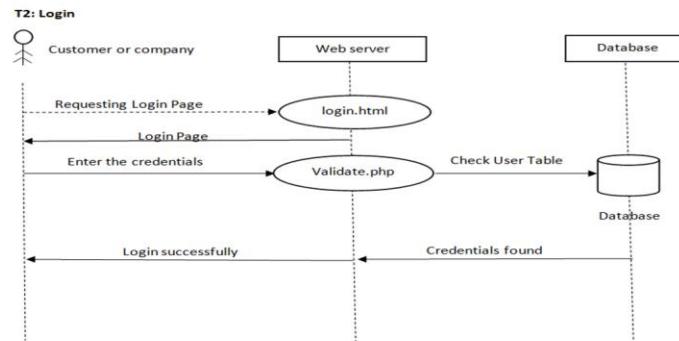 T2: Login
Customer or company
Web server
Database
Requesting Login Page
login.html
Login Page
Enter the credentials
Validate.php
Check User Table
Database
Login successfully
Credentials found